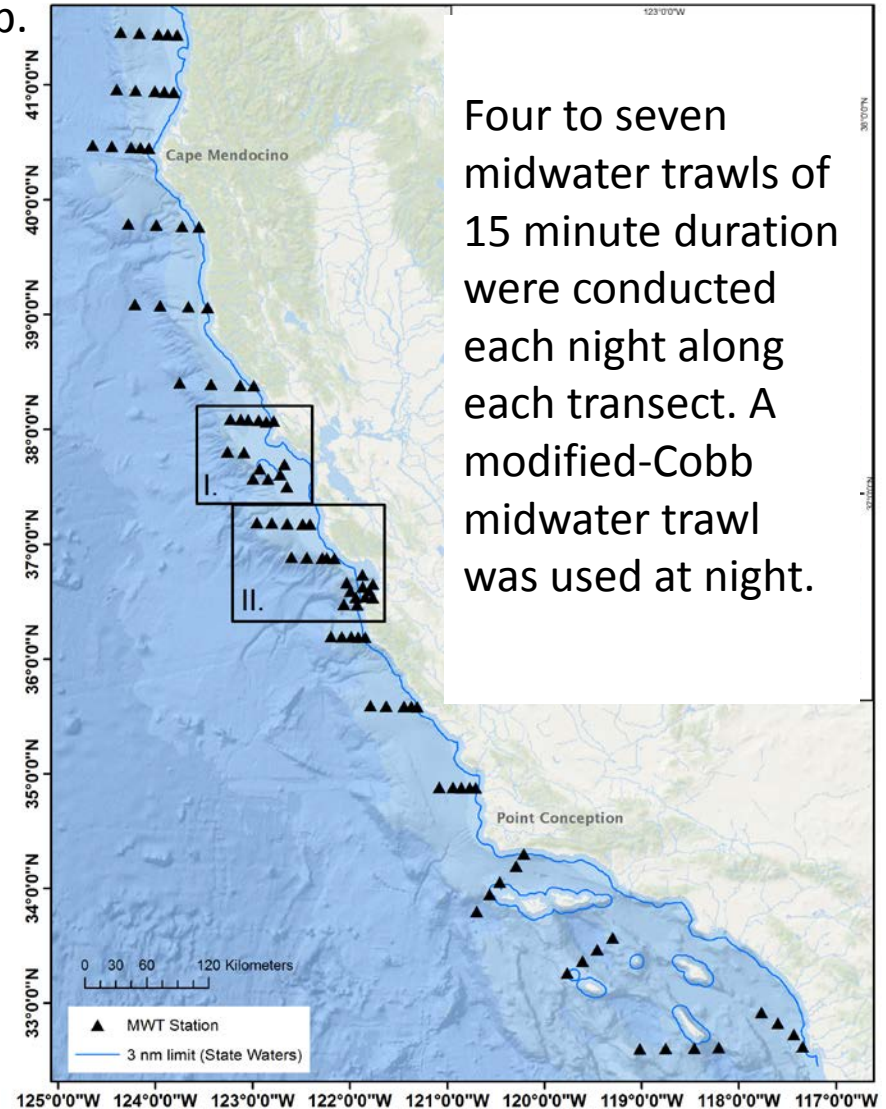 b.
123°0'0"W
41°0'0"N
40°0'0"N
39°0'0"N
38°0'0"N
37°0'0"N
36°0'0"N
35°0'0"N
34°0'0"N
33°0'0"N
Cape Mendocino
Four to seven
midwater trawls of
15 minute duration
were conducted
each night along
each transect. A
modified-Cobb
midwater trawl
was used at night.
I.
II.
Point Conception
0 30 60 120 Kilometers
MWT Station
3 nm limit (State Waters)
125°0'0"W 124°0'0"W 123°0'0"W 122°0'0"W 121°0'0"W 120°0'0"W 119°0'0"W 118°0'0"W 117°0'0"W